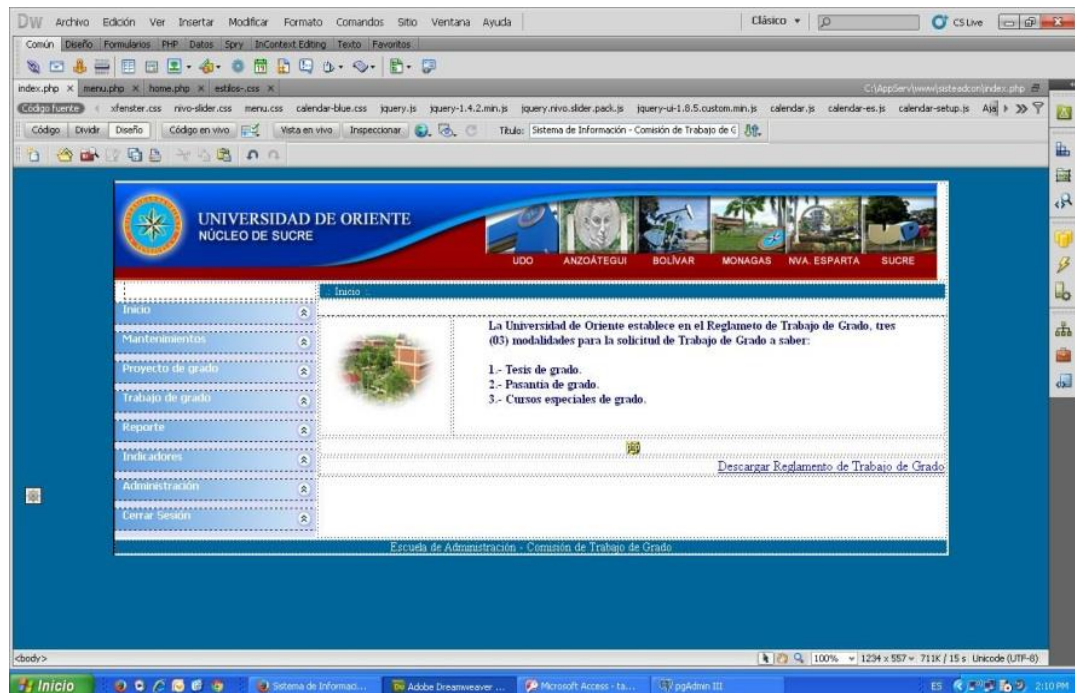 DW Archivo Edición Ver Insertar Modificar Formato Comandos Sitio Ventana Ayuda Clásico CS Live
Común Diseño Formularios PHP Datos Spry InContext Editing Texto Favoritos
index.php menu.php home.php estilos-.css C:\AppServ\www\sisteadcon\index.php
Código fuente xfenster.css nivo-slider.css menu.css calendar-blue.css jquery.js jquery-1.4.2.min.js jquery.nivo.slider.pack.js jquery-ui-1.8.5.custom.min.js calendar.js calendar-es.js calendar-setup.js
Código Dividir Diseño Código en vivo Vista en vivo Inspeccionar Título: Sistema de Información - Comisión de Trabajo de G
UNIVERSIDAD DE ORIENTE
NÚCLEO DE SUCRE
UDO ANZOÁTEGUI BOLÍVAR MONAGAS NVA. ESPARTA SUCRE
.: Inicio :.
Inicio
Mantenimientos
Proyecto de grado
Trabajo de grado
Reporte
Indicadores
Administración
Cerrar Sesión
La Universidad de Oriente establece en el Reglameto de Trabajo de Grado, tres
(03) modalidades para la solicitud de Trabajo de Grado a saber:
1.- Tesis de grado.
2.- Pasantía de grado.
3.- Cursos especiales de grado.
Descargar Reglamento de Trabajo de Grado
Escuela de Administración - Comisión de Trabajo de Grado
<body> 100% 1234 x 557 711K / 15 s Unicode (UTF-8)
Inicio Sistema de Informaci... Adobe Dreamweaver ... Microsoft Access - ta... pgAdmin III ES 2:10 PM